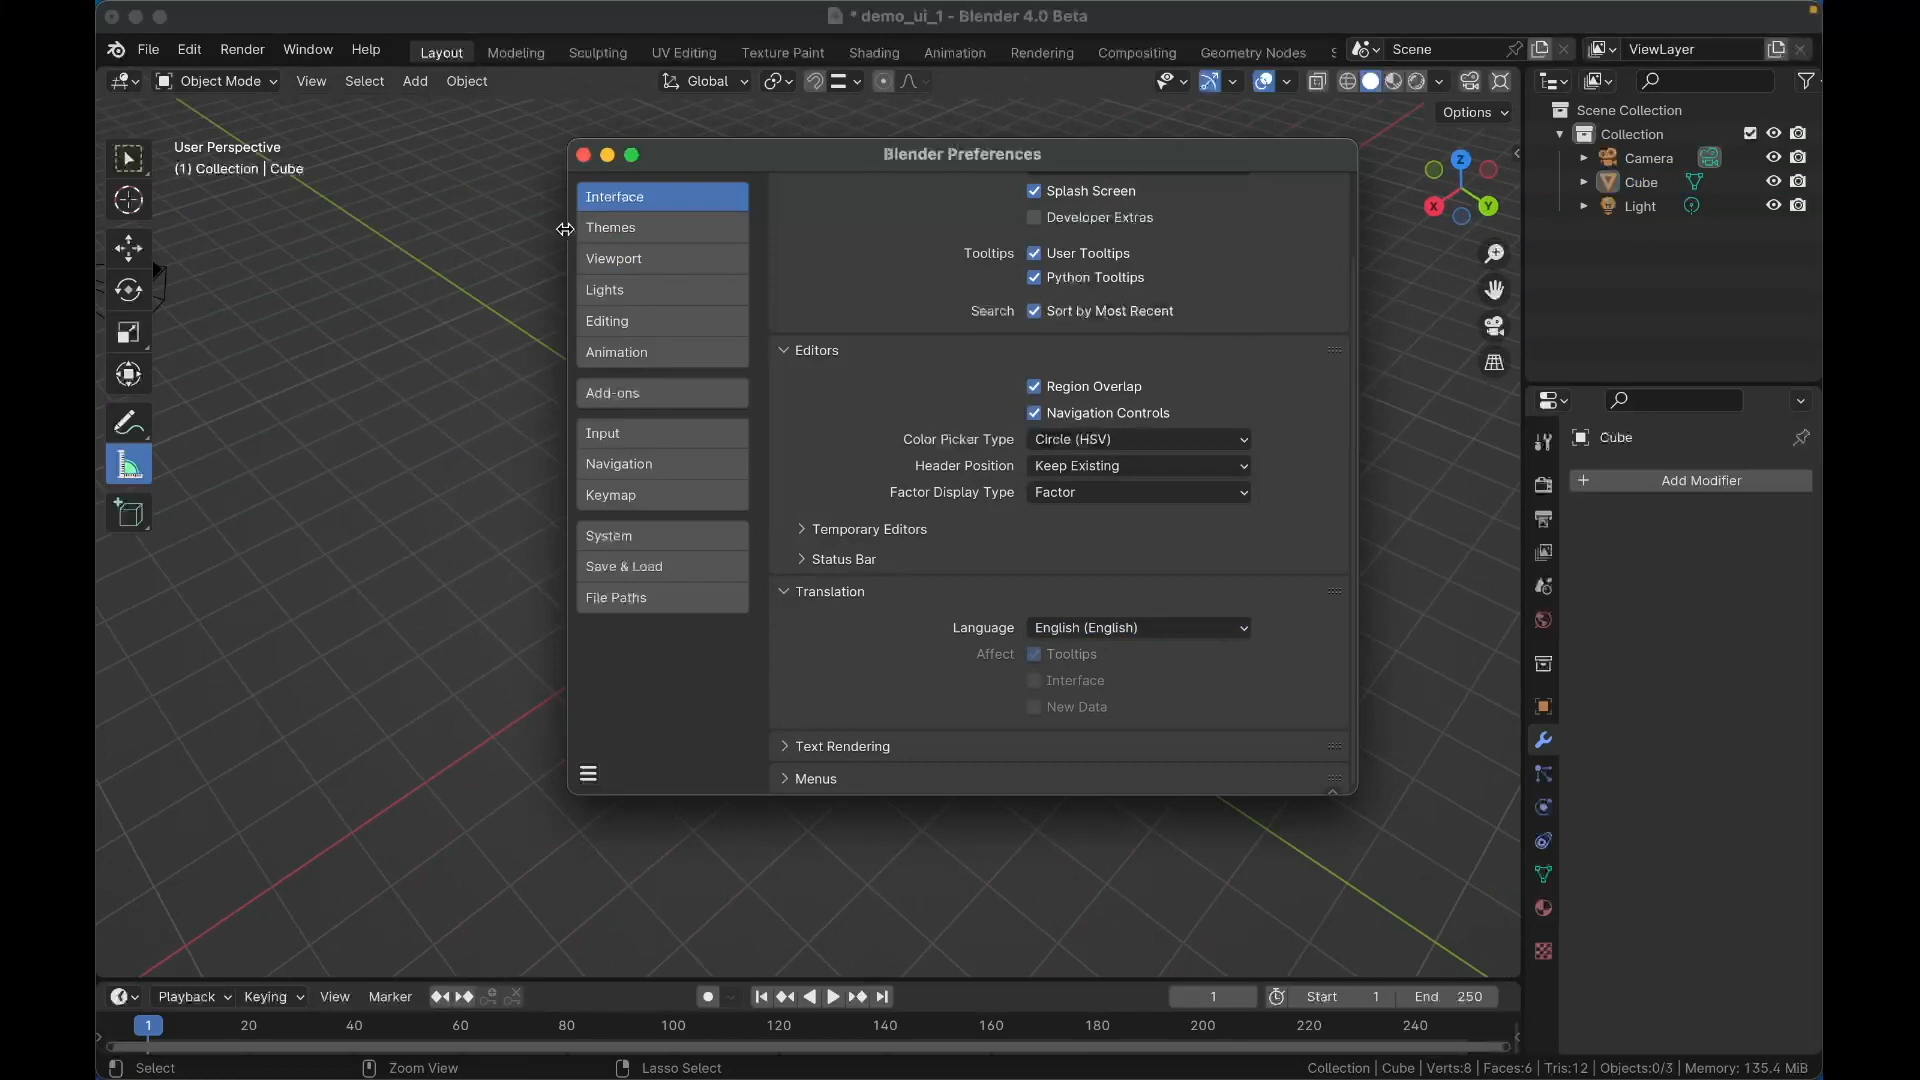 * demo_ui_1 - Blender 4.0 Beta
File Edit Render Window Help Layout Modeling Sculpting UV Editing Texture Paint Shading Animation Rendering Compositing Geometry Nodes S Scene ViewLayer
Object Mode View Select Add Object Global
Options
User Perspective
(1) Collection | Cube
Z
X
Y
Scene Collection
Collection
Camera
Cube
Light
Blender Preferences
Interface
Themes
Viewport
Lights
Editing
Animation
Add-ons
Input
Navigation
Keymap
System
Save & Load
File Paths
Splash Screen
Developer Extras
Tooltips User Tooltips
Python Tooltips
Search Sort by Most Recent
Editors
Region Overlap
Navigation Controls
Color Picker Type Circle (HSV)
Header Position Keep Existing
Factor Display Type Factor
Temporary Editors
Status Bar
Translation
Language English (English)
Affect Tooltips
Interface
New Data
Text Rendering
Menus
Cube
Add Modifier
Playback Keying View Marker 1 Start 1 End 250
1 20 40 60 80 100 120 140 160 180 200 220 240
Select Zoom View Lasso Select Collection | Cube | Verts:8 | Faces:6 | Tris:12 | Objects:0/3 | Memory: 135.4 MiB